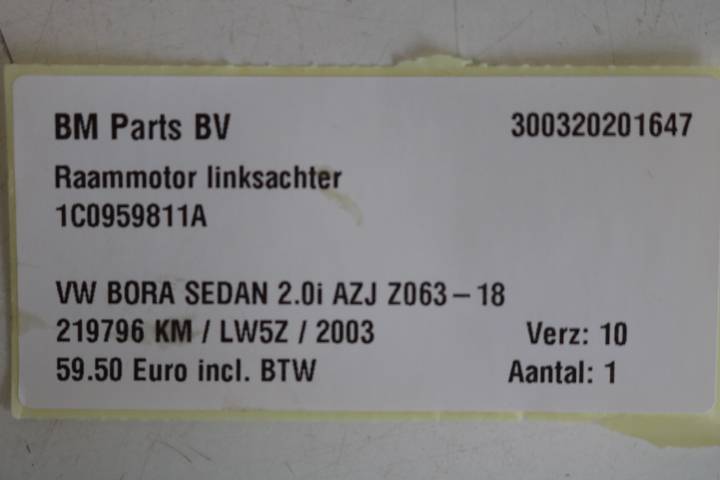 BM Parts BV 300320201647
Raammotor linksachter
1C0959811A
VW BORA SEDAN 2.0i AZJ Z063-18
219796 KM / LW5Z / 2003 Verz: 10
59.50 Euro incl. BTW Aantal: 1